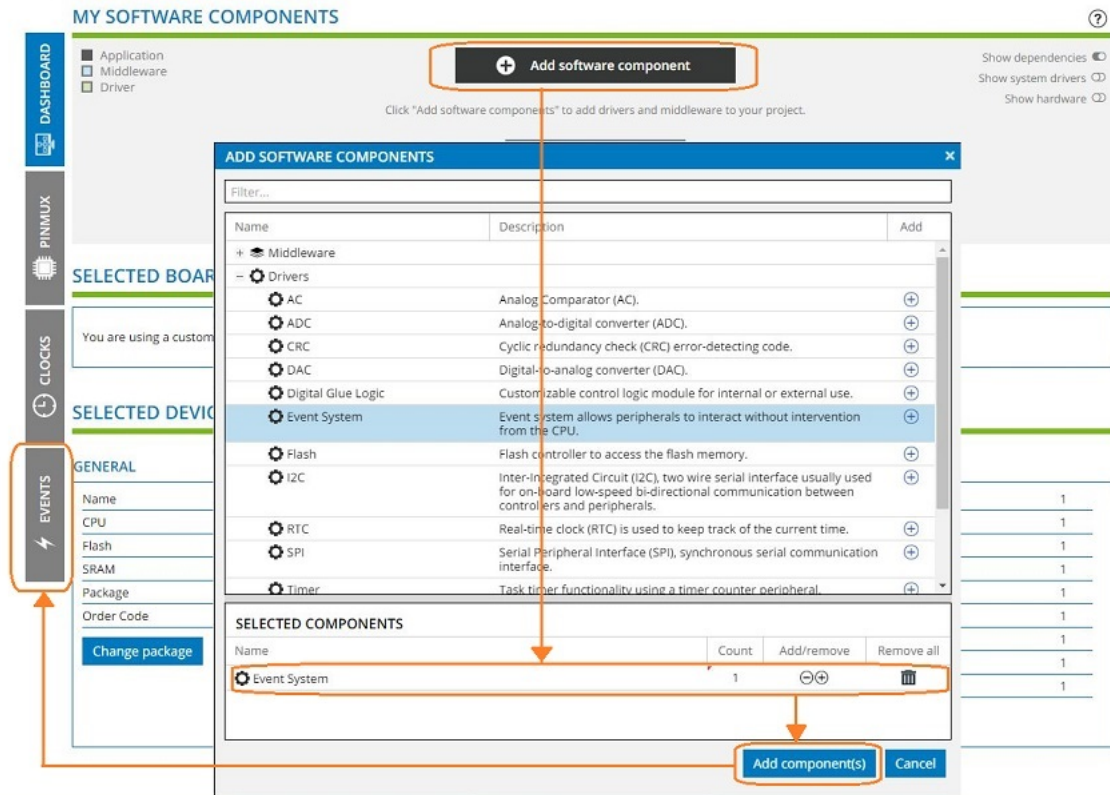 MY SOFTWARE COMPONENTS
?
DASHBOARD
PINMUX
CLOCKS
EVENTS
Application
Middleware
Driver
Add software component
Click "Add software components" to add drivers and middleware to your project.
Show dependencies
Show system drivers
Show hardware
ADD SOFTWARE COMPONENTS
Filter...
Name Description Add
+ Middleware
− Drivers
AC Analog Comparator (AC).
ADC Analog-to-digital converter (ADC).
CRC Cyclic redundancy check (CRC) error-detecting code.
DAC Digital-to-analog converter (DAC).
Digital Glue Logic Customizable control logic module for internal or external use.
Event System Event system allows peripherals to interact without intervention
from the CPU.
Flash Flash controller to access the flash memory.
I2C Inter-Integrated Circuit (I2C), two wire serial interface usually used
for on-board low-speed bi-directional communication between
controllers and peripherals.
RTC Real-time clock (RTC) is used to keep track of the current time.
SPI Serial Peripheral Interface (SPI), synchronous serial communication
interface.
Timer Task timer functionality using a timer counter peripheral.
SELECTED COMPONENTS
Name Count Add/remove Remove all
Event System 1
Add component(s) Cancel
SELECTED BOAR
You are using a custom
SELECTED DEVIC
GENERAL
Name 1
CPU 1
Flash 1
SRAM 1
Package 1
Order Code 1
Change package 1
1
1